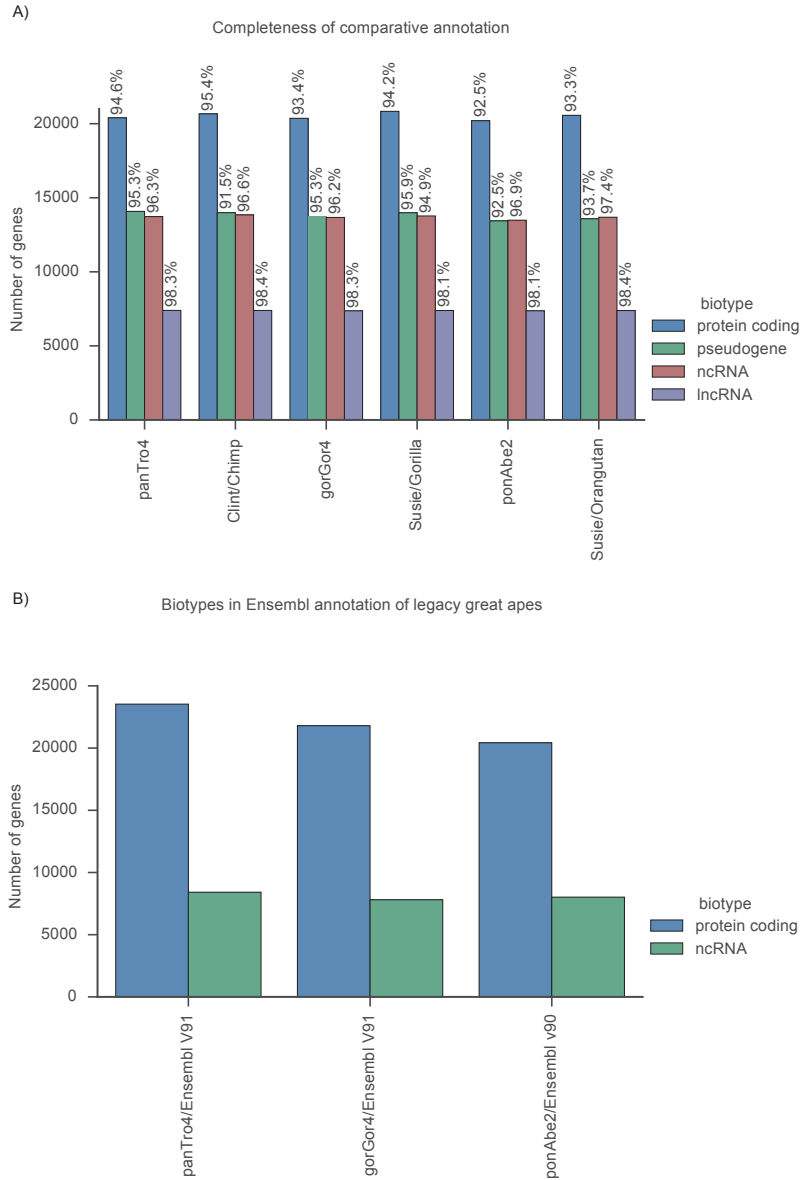 A)
Completeness of comparative annotation
Number of genes
20000
15000
10000
5000
0
94.6%
95.3%
96.3%
98.3%
95.4%
91.5%
96.6%
98.4%
93.4%
95.3%
96.2%
98.3%
94.2%
95.9%
94.9%
98.1%
92.5%
92.5%
96.9%
98.1%
93.3%
93.7%
97.4%
98.4%
panTro4
Clint/Chimp
gorGor4
Susie/Gorilla
ponAbe2
Susie/Orangutan
biotype
protein coding
pseudogene
ncRNA
lncRNA
B)
Biotypes in Ensembl annotation of legacy great apes
Number of genes
25000
20000
15000
10000
5000
0
panTro4/Ensembl V91
gorGor4/Ensembl V91
ponAbe2/Ensembl v90
biotype
protein coding
ncRNA